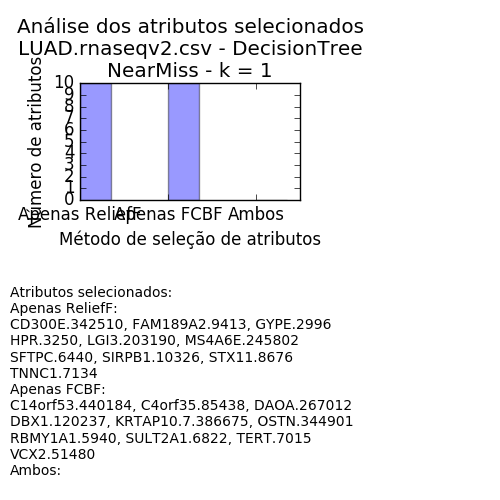 Análise dos atributos selecionados
LUAD.rnaseqv2.csv - DecisionTree
NearMiss - k = 1
Número de atributos
10
9
8
7
6
5
4
3
2
1
0
Apenas ReliefF
Apenas FCBF
Ambos
Método de seleção de atributos
Atributos selecionados:
Apenas ReliefF:
CD300E.342510, FAM189A2.9413, GYPE.2996
HPR.3250, LGI3.203190, MS4A6E.245802
SFTPC.6440, SIRPB1.10326, STX11.8676
TNNC1.7134
Apenas FCBF:
C14orf53.440184, C4orf35.85438, DAOA.267012
DBX1.120237, KRTAP10.7.386675, OSTN.344901
RBMY1A1.5940, SULT2A1.6822, TERT.7015
VCX2.51480
Ambos: